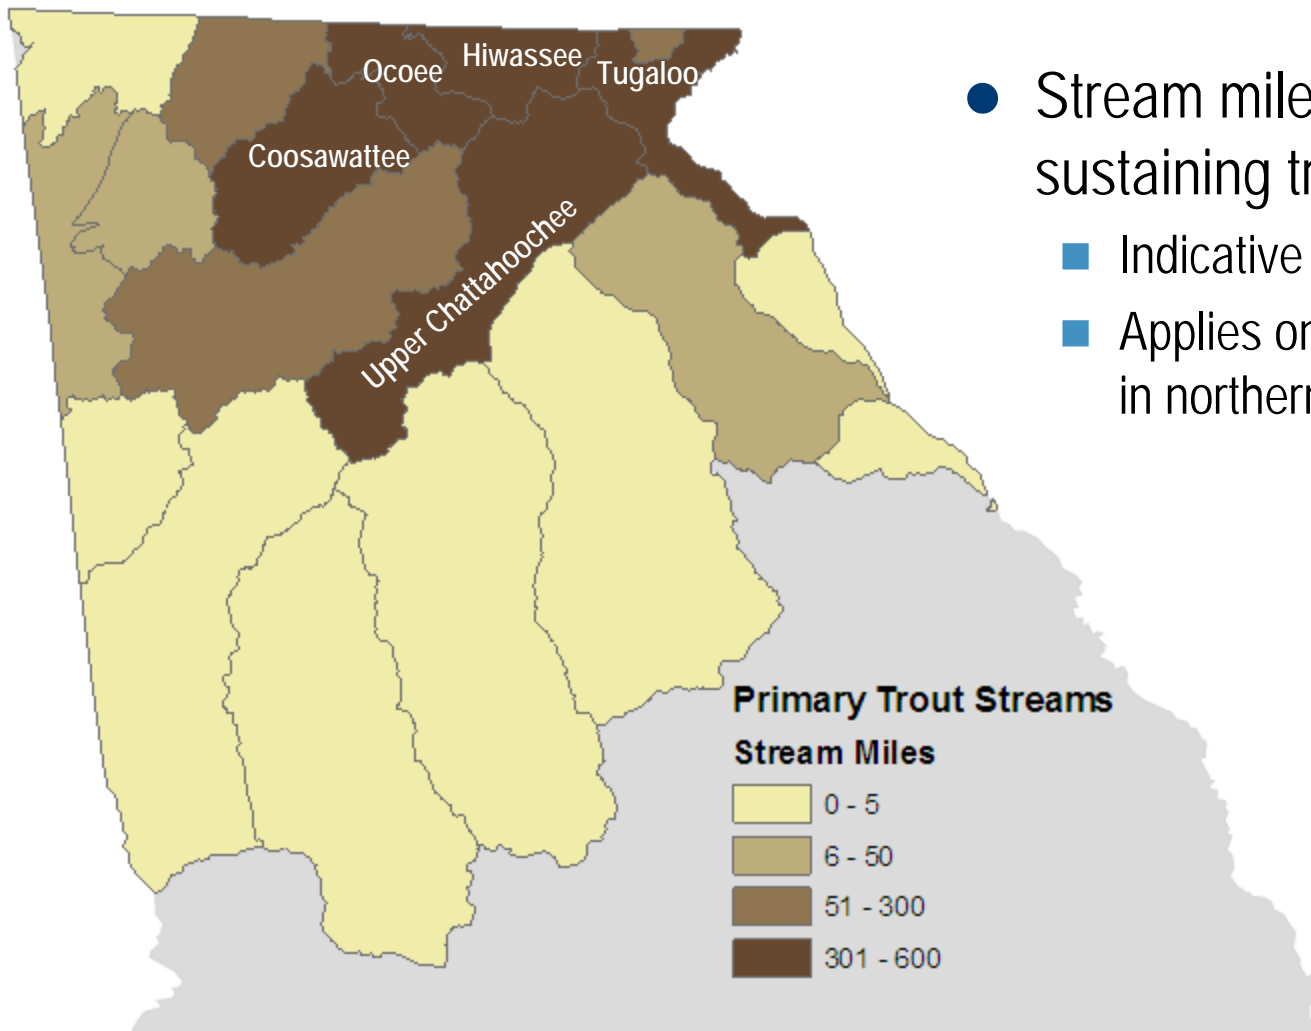 Ocoee
Hiwassee
Tugaloo
Coosawattee
Upper Chattahoochee
● Stream mile
sustaining tr
■ Indicative
■ Applies or
in northern
Primary Trout Streams
Stream Miles
0 - 5
6 - 50
51 - 300
301 - 600